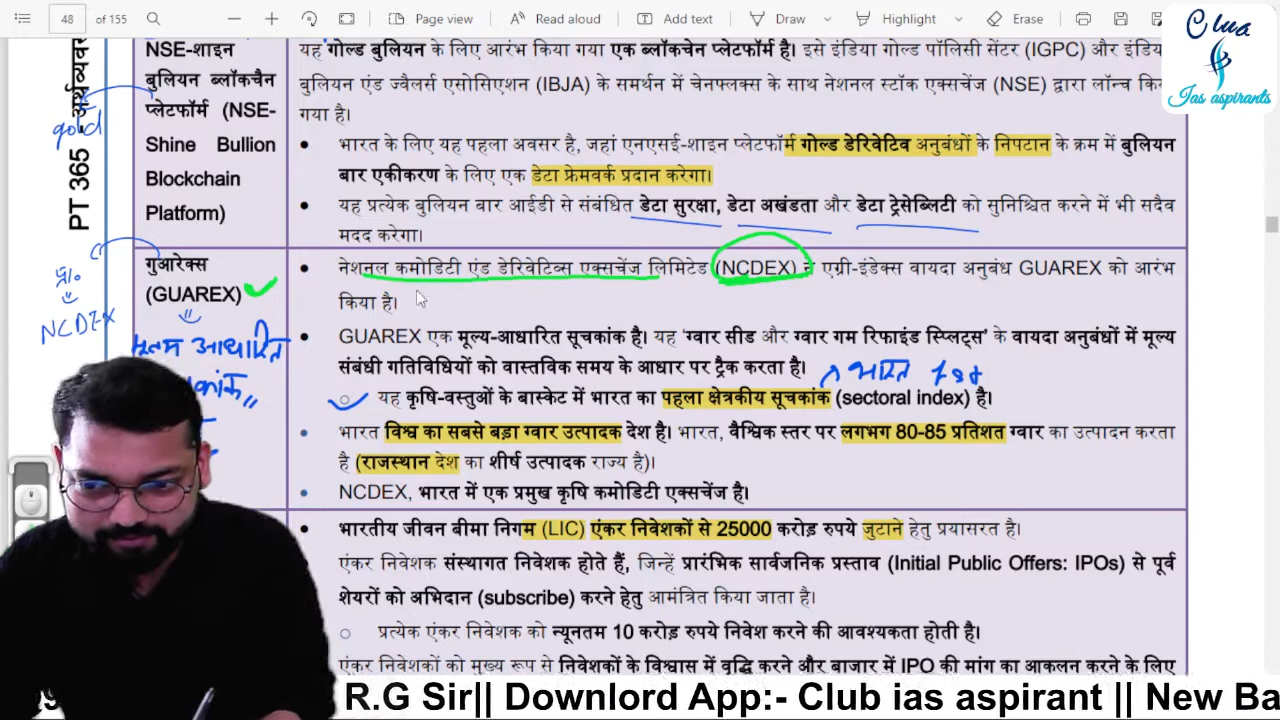 48 of 155
Page view
Read aloud
Add text
Draw
Highlight
Erase
Club
Ias aspirants
PT 365
NSE-शाइन
बुलियन ब्लॉकचैन
प्लेटफॉर्म (NSE-
Shine Bullion
Blockchain
Platform)
gold
यह गोल्ड बुलियन के लिए आरंभ किया गया एक ब्लॉकचेन प्लेटफॉर्म है। इसे इंडिया गोल्ड पॉलिसी सेंटर (IGPC) और इंडिय
बुलियन एंड ज्वैलर्स एसोसिएशन (IBJA) के समर्थन में चेनफ्लक्स के साथ नेशनल स्टॉक एक्सचेंज (NSE) द्वारा लॉन्च
गया है।
• भारत के लिए यह पहला अवसर है, जहां एनएसई-शाइन प्लेटफॉर्म गोल्ड डेरिवेटिव अनुबंधों के निपटान के क्रम में बुलियन
बार एकीकरण के लिए एक डेटा फ्रेमवर्क प्रदान करेगा।
• यह प्रत्येक बुलियन बार आईडी से संबंधित डेटा सुरक्षा, डेटा अखंडता और डेटा ट्रेसेब्लिटी को सुनिश्चित करने में भी सदैव
मदद करेगा।
गुआरेक्स
(GUAREX)
NCDEX
• नेशनल कमोडिटी एंड डेरिवेटिब्स एक्सचेंज लिमिटेड (NCDEX) ने एग्री-इंडेक्स वायदा अनुबंध GUAREX को आरंभ
किया है।
• GUAREX एक मूल्य-आधारित सूचकांक है। यह ‘ग्वार सीड और ग्वार गम रिफाइंड स्प्लिट्स’ के वायदा अनुबंधों में मूल्य
संबंधी गतिविधियों को वास्तविक समय के आधार पर ट्रैक करता है।
○ यह कृषि-वस्तुओं के बास्केट में भारत का पहला क्षेत्रकीय सूचकांक (sectoral index) है।
• भारत विश्व का सबसे बड़ा ग्वार उत्पादक देश है। भारत, वैश्विक स्तर पर लगभग 80-85 प्रतिशत ग्वार का उत्पादन करता
है (राजस्थान देश का शीर्ष उत्पादक राज्य है)।
• NCDEX, भारत में एक प्रमुख कृषि कमोडिटी एक्सचेंज है।
• भारतीय जीवन बीमा निगम (LIC) एंकर निवेशकों से 25000 करोड़ रुपये जुटाने हेतु प्रयासरत है।
एंकर निवेशक संस्थागत निवेशक होते हैं, जिन्हें प्रारंभिक सार्वजनिक प्रस्ताव (Initial Public Offers: IPOs) से पूर्व
शेयरों को अभिदान (subscribe) करने हेतु आमंत्रित किया जाता है।
○ प्रत्येक एंकर निवेशक को न्यूनतम 10 करोड़ रुपये निवेश करने की आवश्यकता होती है।
एंकर निवेशकों को मुख्य रूप से निवेशकों के विश्वास में वृद्धि करने और बाजार में IPO की मांग का आकलन करने के लिए
R.G Sir|| Downlord App:- Club ias aspirant || New Ba